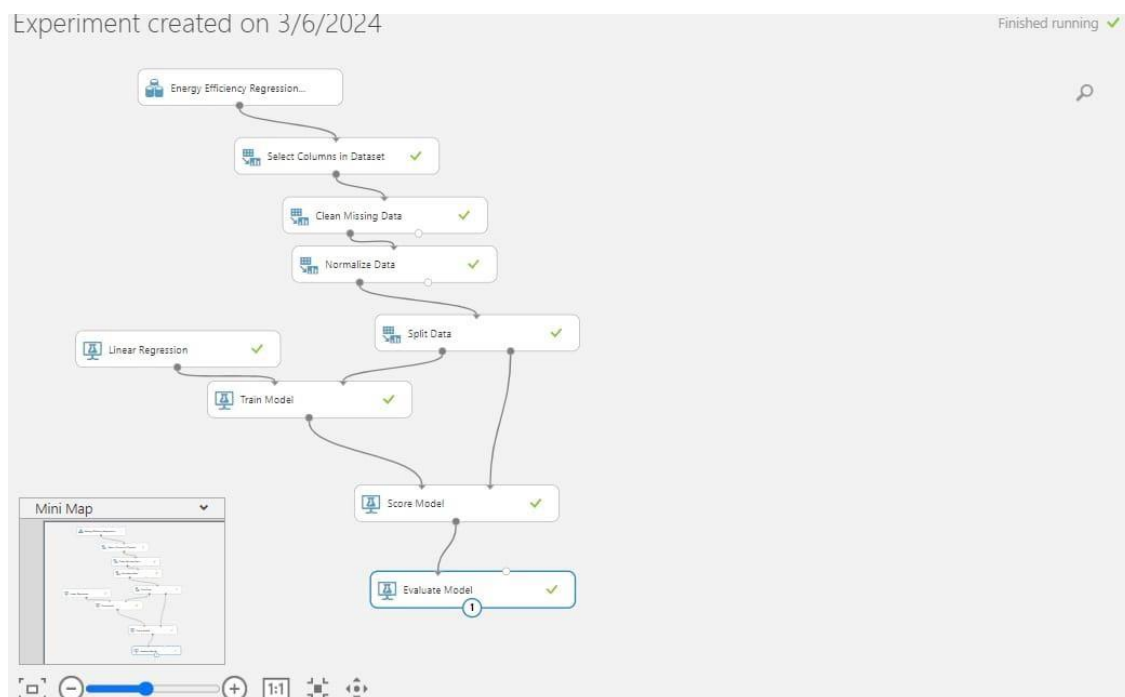 Experiment created on 3/6/2024
Finished running
Energy Efficiency Regression...
Select Columns in Dataset
Clean Missing Data
Normalize Data
Split Data
Linear Regression
Train Model
Score Model
Evaluate Model
1
Mini Map
1:1